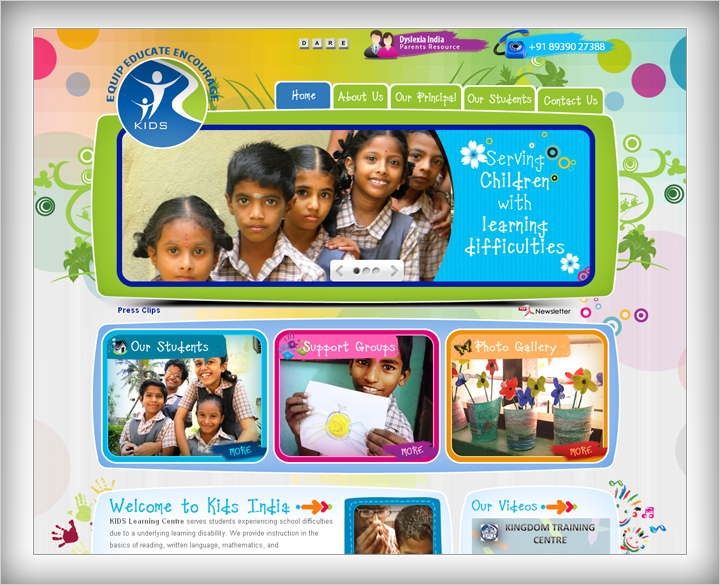 EQUIP EDUCATE ENCOURAGE
KIDS
D A R E
Dyslexia India
Parents Resource
+91 89390 27388
Home
About Us
Our Principal
Our Students
Contact Us
Serving
Children
with
learning
difficulties
Press Clips
Newsletter
Our Students
Support Groups
Photo Gallery
MORE
MORE
MORE
Welcome to Kids India
KIDS Learning Centre serves students experiencing school difficulties
due to a underlying learning disability. We provide instruction in the
basics of reading, written language, mathematics, and
Our Videos
KINGDOM TRAINING
CENTRE